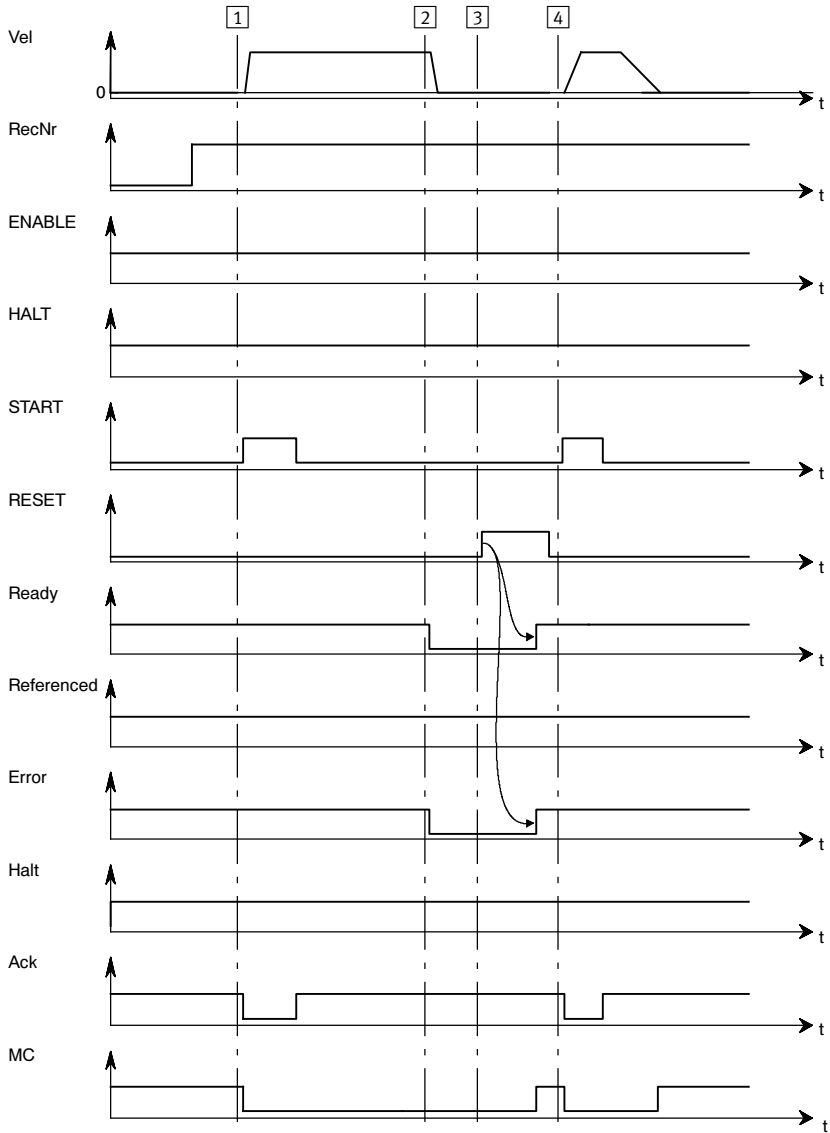 1 2 3 4
Vel
0
t
RecNr
t
ENABLE
t
HALT
t
START
t
RESET
t
Ready
t
Referenced
t
Error
t
Halt
t
Ack
t
MC
t